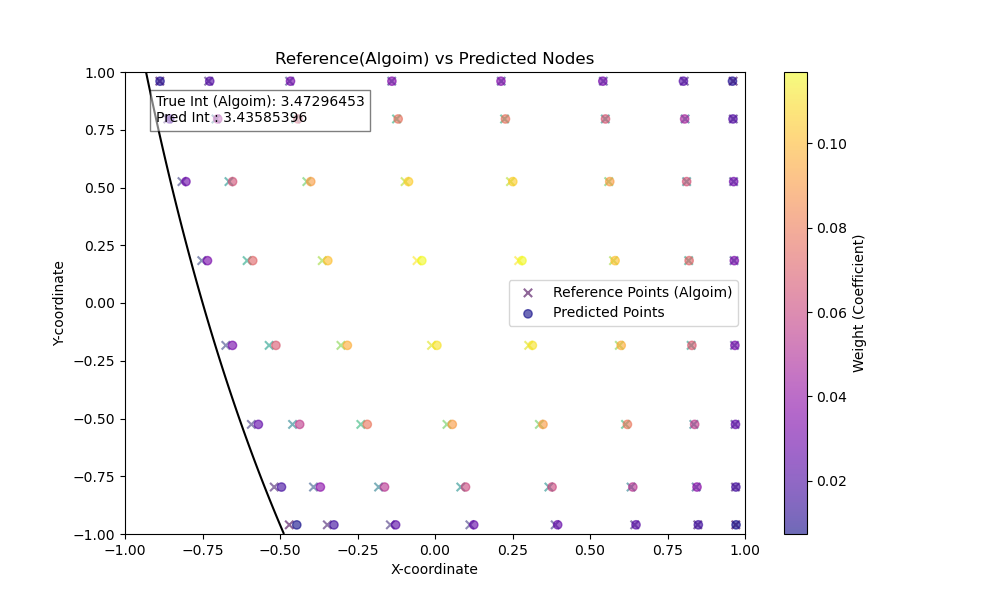 Reference(Algoim) vs Predicted Nodes
True Int (Algoim): 3.47296453
Pred Int : 3.43585396
Reference Points (Algoim)
Predicted Points
1.00
0.75
0.50
0.25
0.00
−0.25
−0.50
−0.75
−1.00
Y-coordinate
−1.00 −0.75 −0.50 −0.25 0.00 0.25 0.50 0.75 1.00
X-coordinate
0.10
0.08
0.06
0.04
0.02
Weight (Coefficient)